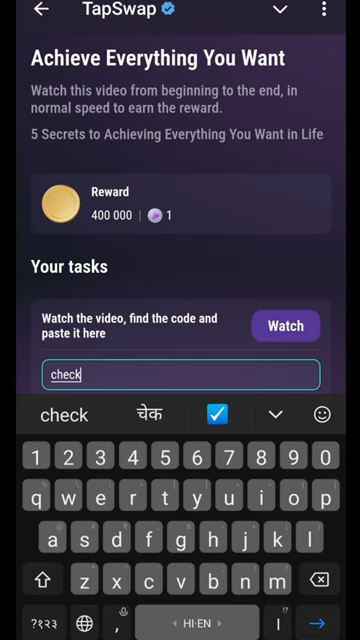 TapSwap
Achieve Everything You Want
Watch this video from beginning to the end, in
normal speed to earn the reward.
5 Secrets to Achieving Everything You Want in Life
Reward
400 000 | 1
Your tasks
Watch the video, find the code and
paste it here
Watch
check
check चेक ☑
1 2 3 4 5 6 7 8 9 0
q w e r t y u i o p
a s d f g h j k l
z x c v b n m
?१२३ , HI·EN l